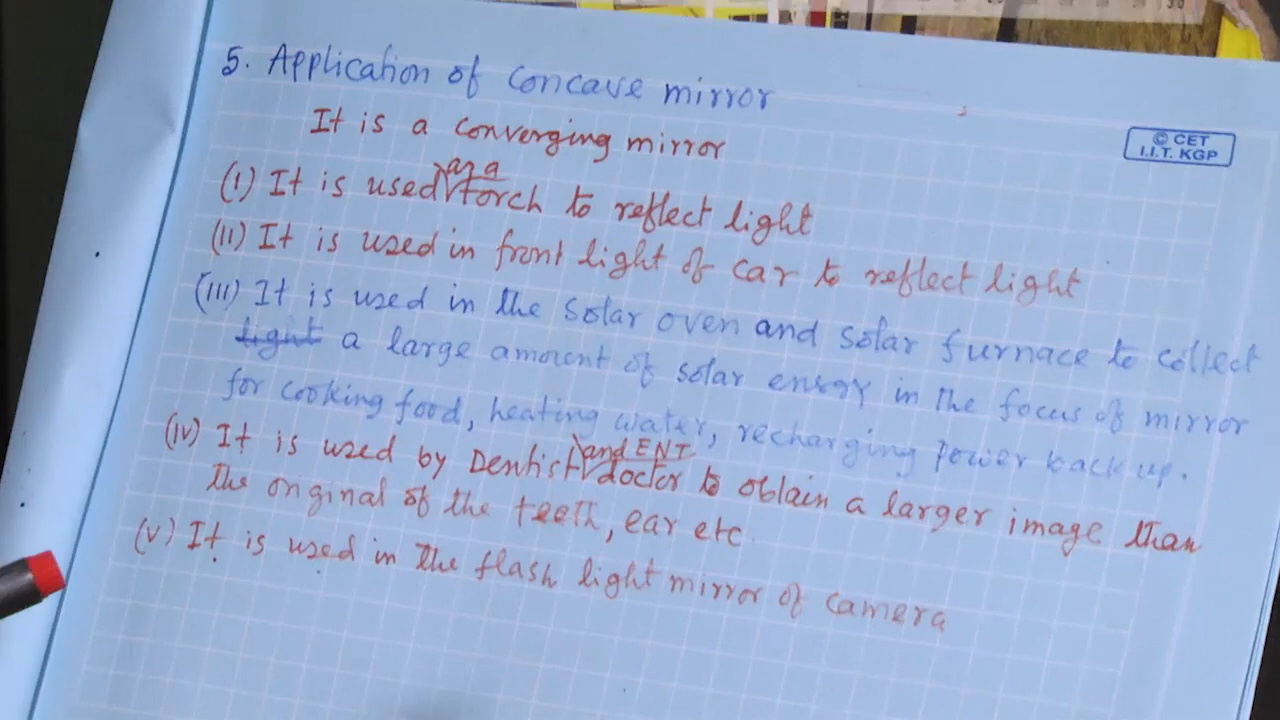 5. Application of Concave mirror
It is a converging mirror
© CET
I.I.T. KGP
(i) It is used as a torch to reflect light
(ii) It is used in front light of car to reflect light
(iii) It is used in the solar oven and solar furnace to collect
light a large amount of solar energy in the focus of mirror
for cooking food, heating water, recharging power back up.
(iv) It is used by Dentist and ENT doctor to obtain a larger image than
the original of the teeth, ear etc.
(v) It is used in the flash light mirror of camera